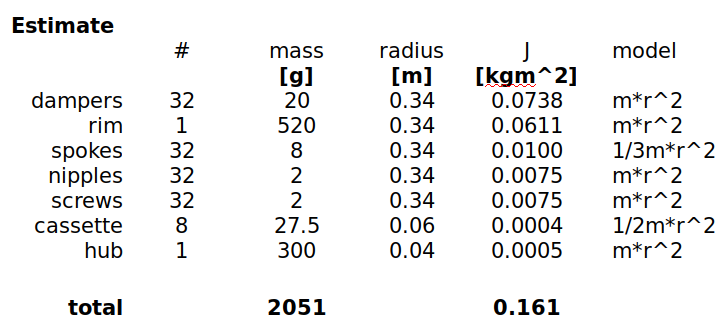 Estimate
# mass radius J model
[g] [m] [kgm^2]
dampers 32 20 0.34 0.0738 m*r^2
rim 1 520 0.34 0.0611 m*r^2
spokes 32 8 0.34 0.0100 1/3m*r^2
nipples 32 2 0.34 0.0075 m*r^2
screws 32 2 0.34 0.0075 m*r^2
cassette 8 27.5 0.06 0.0004 1/2m*r^2
hub 1 300 0.04 0.0005 m*r^2
total 2051 0.161